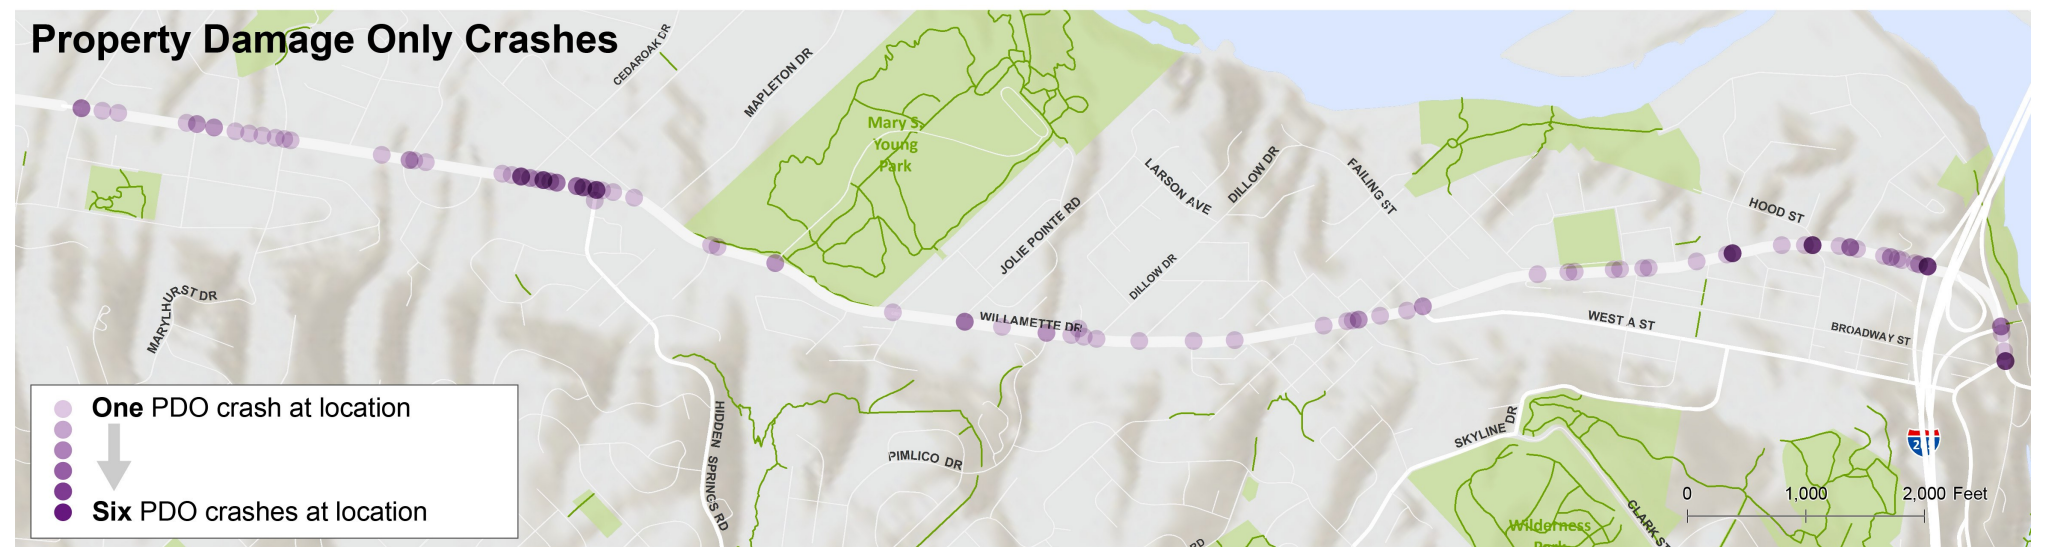 Property Damage Only Crashes
CEDAROAK DR
MAPLETON DR
Mary S.
Young
Park
LARSON AVE
DILLOW DR
FAILING ST
HOOD ST
JOLIE POINTE RD
DILLOW DR
MARYLHURST DR
WILLAMETTE DR
WEST A ST
BROADWAY ST
One PDO crash at location
Six PDO crashes at location
HIDDEN SPRINGS RD
PIMLICO DR
SKYLINE DR
CLARK ST
0 1,000 2,000 Feet
Wilderness
Park
RD